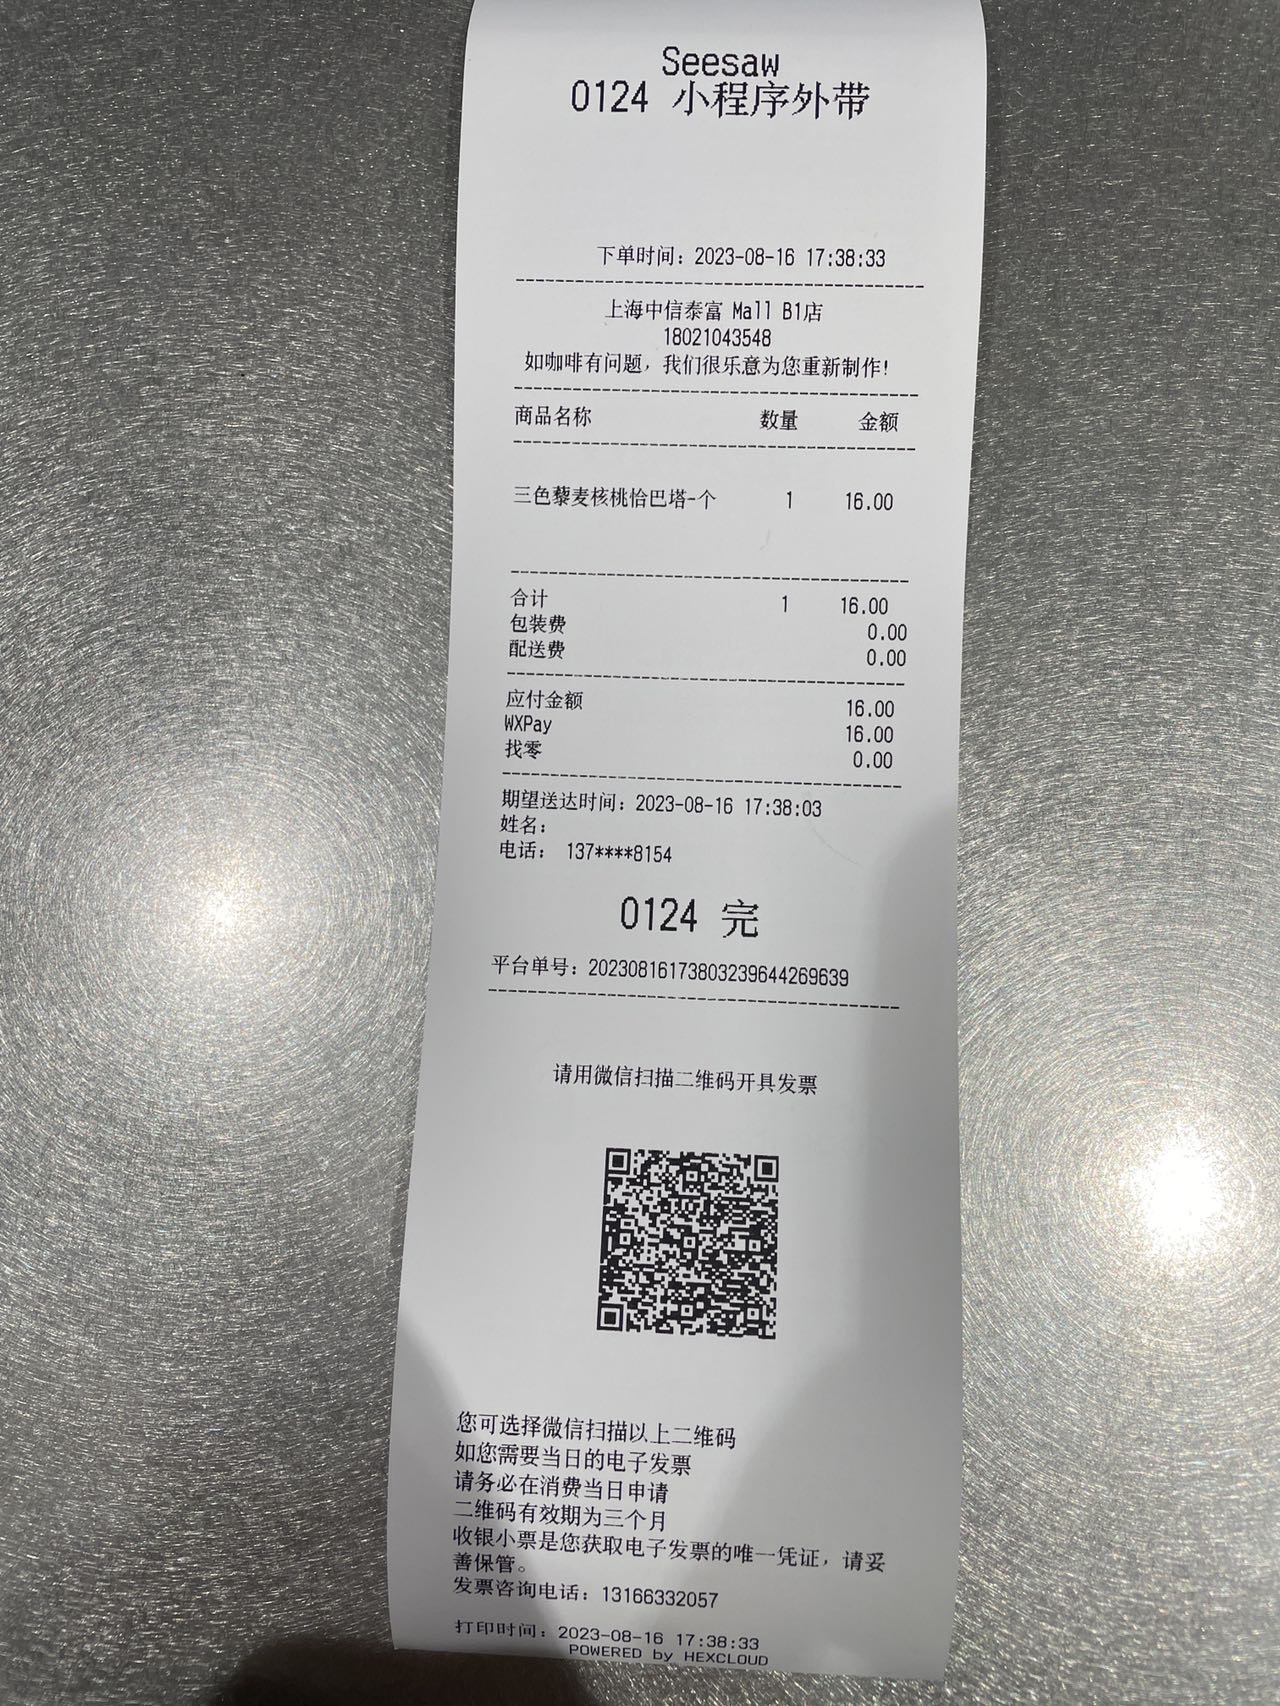 Seesaw
0124 小程序外带
下单时间：2023-08-16 17:38:33
上海中信泰富 Mall B1店
18021043548
如咖啡有问题，我们很乐意为您重新制作！
商品名称 数量 金额
三色藜麦核桃恰巴塔-个 1 16.00
合计 1 16.00
包装费 0.00
配送费 0.00
应付金额 16.00
WXPay 16.00
找零 0.00
期望送达时间：2023-08-16 17:38:03
姓名：
电话： 137****8154
0124 完
平台单号：20230816173803239644269639
请用微信扫描二维码开具发票
您可选择微信扫描以上二维码
如您需要当日的电子发票
请务必在消费当日申请
二维码有效期为三个月
收银小票是您获取电子发票的唯一凭证，请妥
善保管。
发票咨询电话：13166332057
打印时间：2023-08-16 17:38:33
POWERED by HEXCLOUD